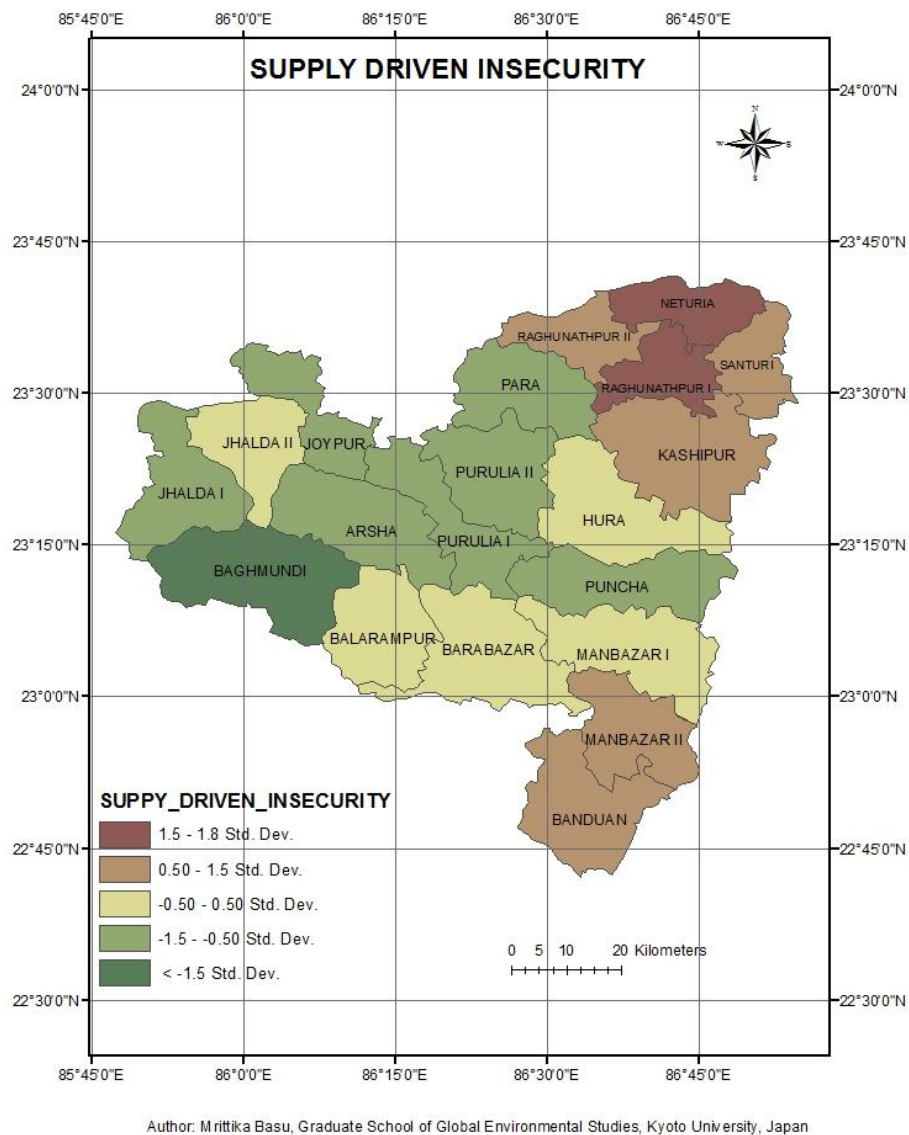 85°45'0"E 86°0'0"E 86°15'0"E 86°30'0"E 86°45'0"E
SUPPLY DRIVEN INSECURITY
24°0'0"N 24°0'0"N
N
W E
S
23°45'0"N 23°45'0"N
NETURIA
RAGHUNATHPUR II
SANTURI
PARA
RAGHUNATHPUR I
23°30'0"N 23°30'0"N
JHALDA II
JOYPUR
KASHIPUR
PURULIA II
JHALDA I
HURA
ARSHA
PURULIA I
23°15'0"N 23°15'0"N
BAGHMUNDI
PUNCHA
BALARAMPUR
BARABAZAR
MANBAZAR I
23°0'0"N 23°0'0"N
MANBAZAR II
BANDUAN
SUPPY_DRIVEN_INSECURITY
1.5 - 1.8 Std. Dev.
0.50 - 1.5 Std. Dev.
-0.50 - 0.50 Std. Dev.
-1.5 - -0.50 Std. Dev.
< -1.5 Std. Dev.
22°45'0"N 22°45'0"N
0 5 10 20 Kilometers
22°30'0"N 22°30'0"N
85°45'0"E 86°0'0"E 86°15'0"E 86°30'0"E 86°45'0"E
Author: Mrittika Basu, Graduate School of Global Environmental Studies, Kyoto University, Japan